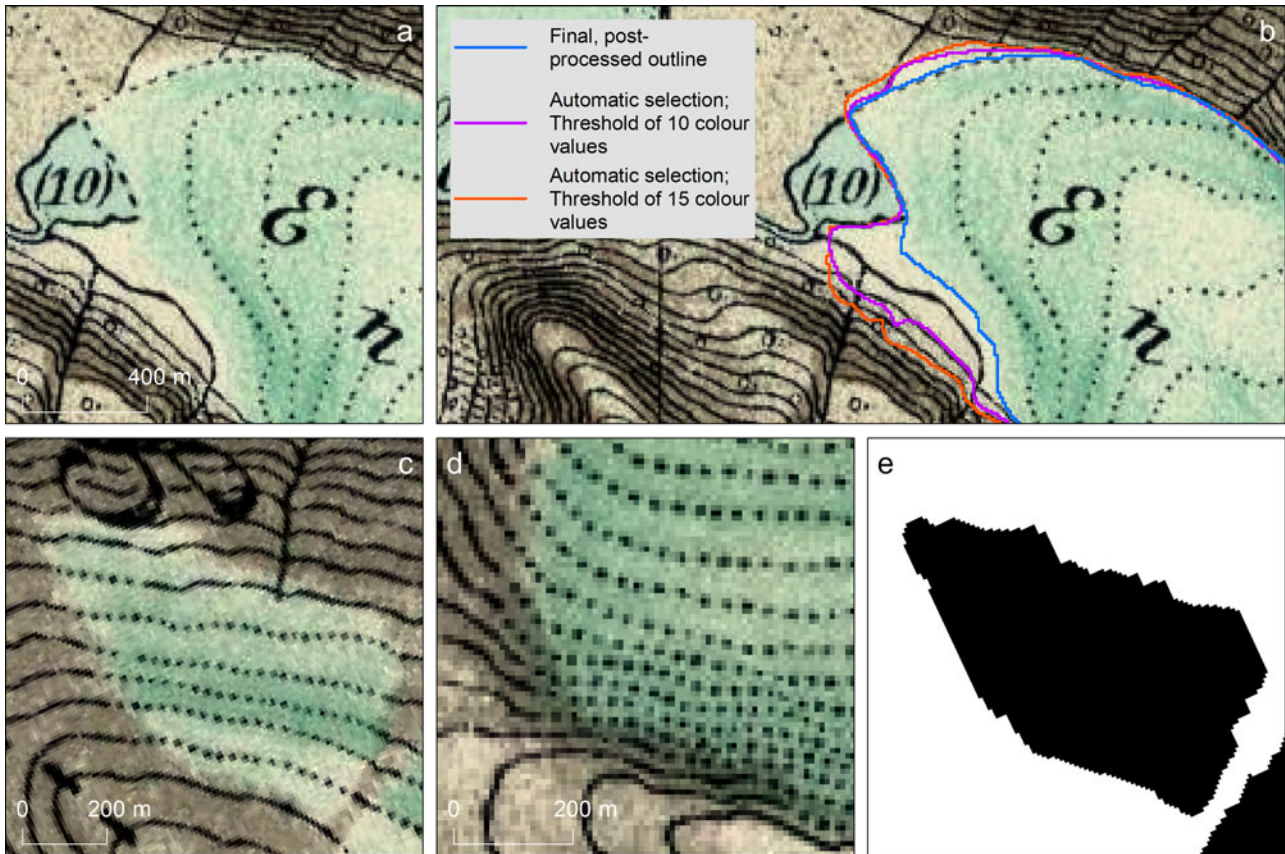 a
(10)
ℰ
n
0 400 m
b
Final, post-
processed outline
Automatic selection;
Threshold of 10 colour
values
Automatic selection;
Threshold of 15 colour
values
(10)
ℰ
n
c
0 200 m
d
0 200 m
e